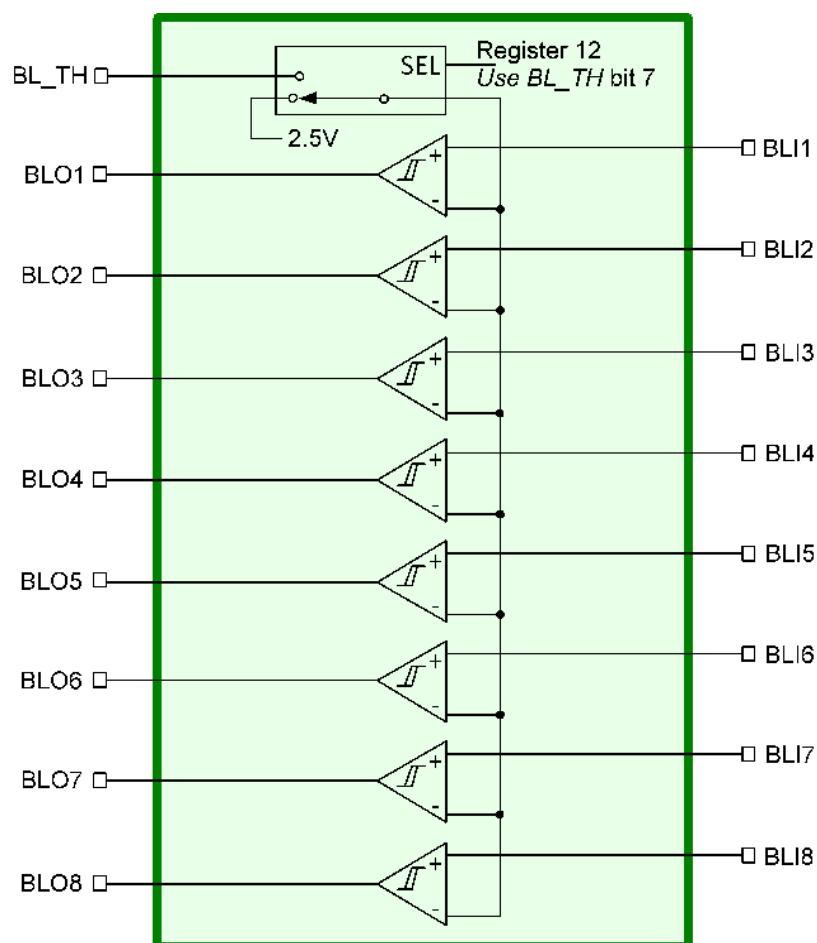 SEL
Register 12
BL_TH
Use BL_TH bit 7
2.5V
BLI1
BLO1
+
-
BLI2
BLO2
+
-
BLI3
BLO3
+
-
BLI4
BLO4
+
-
BLI5
BLO5
+
-
BLI6
BLO6
+
-
BLI7
BLO7
+
-
BLI8
BLO8
+
-